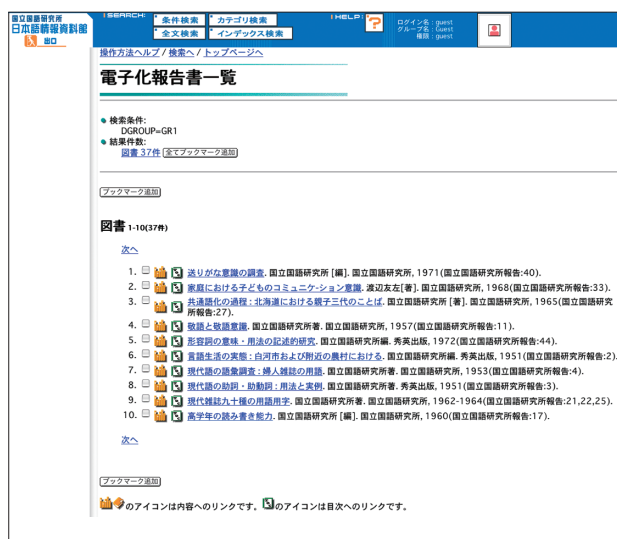 国立国語研究所
日本語情報資料館
出口
SEARCH:
条件検索
カテゴリ検索
全文検索
インデックス検索
HELP:
?
ログイン名 : guest
グループ名 : Guest
権限 : guest
操作方法ヘルプ / 検索へ / トップページへ
電子化報告書一覧
検索条件:
DGROUP=GR1
結果件数:
図書 37件 全てブックマーク追加
ブックマーク追加
図書 1-10(37件)
次へ
1. 送りがな意識の調査. 国立国語研究所 [編]. 国立国語研究所, 1971(国立国語研究所報告:40).
2. 家庭における子どものコミュニケ-ション意識. 渡辺友左[著]. 国立国語研究所, 1968(国立国語研究所報告:33).
3. 共通語化の過程 : 北海道における親子三代のことば. 国立国語研究所 [著]. 国立国語研究所, 1965(国立国語研究
所報告:27).
4. 敬語と敬語意識. 国立国語研究所著. 国立国語研究所, 1957(国立国語研究所報告:11).
5. 形容詞の意味・用法の記述的研究. 国立国語研究所編. 秀英出版, 1972(国立国語研究所報告:44).
6. 言語生活の実態 : 白河市および附近の農村における. 国立国語研究所編. 秀英出版, 1951(国立国語研究所報告:2).
7. 現代語の語彙調査 : 婦人雑誌の用語. 国立国語研究所著. 国立国語研究所, 1953(国立国語研究所報告:4).
8. 現代語の助詞・助動詞 : 用法と実例. 国立国語研究所著. 秀英出版, 1951(国立国語研究所報告:3).
9. 現代雑誌九十種の用語用字. 国立国語研究所著. 国立国語研究所, 1962-1964(国立国語研究所報告:21,22,25).
10. 高学年の読み書き能力. 国立国語研究所 [編]. 国立国語研究所, 1960(国立国語研究所報告:17).
次へ
ブックマーク追加
のアイコンは内容へのリンクです。 のアイコンは目次へのリンクです。